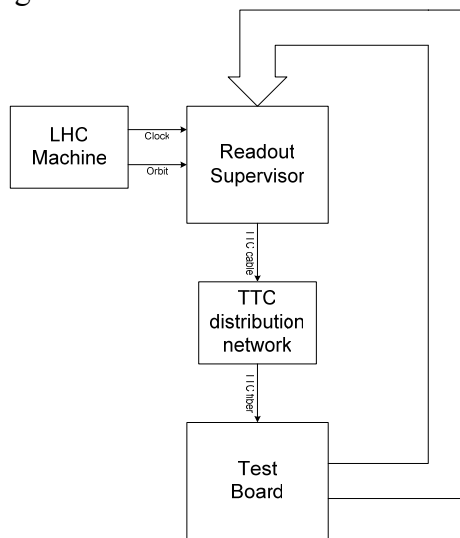 g
LHC
Machine
Clock
Orbit
Readout
Supervisor
TTC cable
TTC
distribution
network
TTC fiber
Test
Board